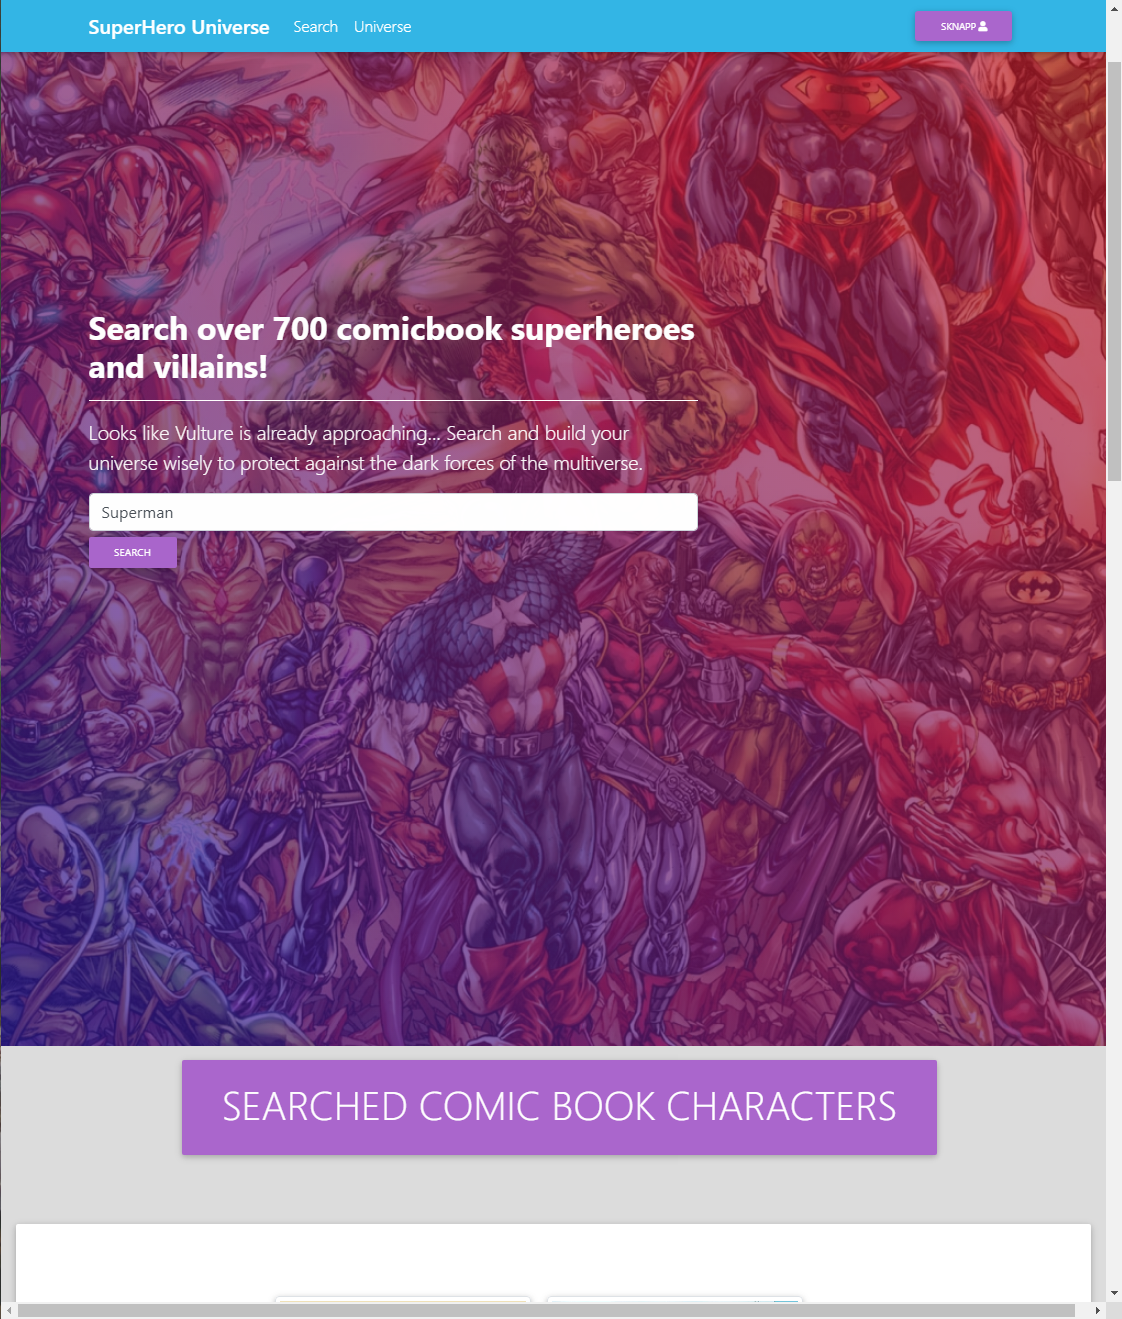 SuperHero Universe Search Universe SKNAPP
Search over 700 comicbook superheroes
and villains!
Looks like Vulture is already approaching... Search and build your
universe wisely to protect against the dark forces of the multiverse.
Superman
SEARCH
SEARCHED COMIC BOOK CHARACTERS